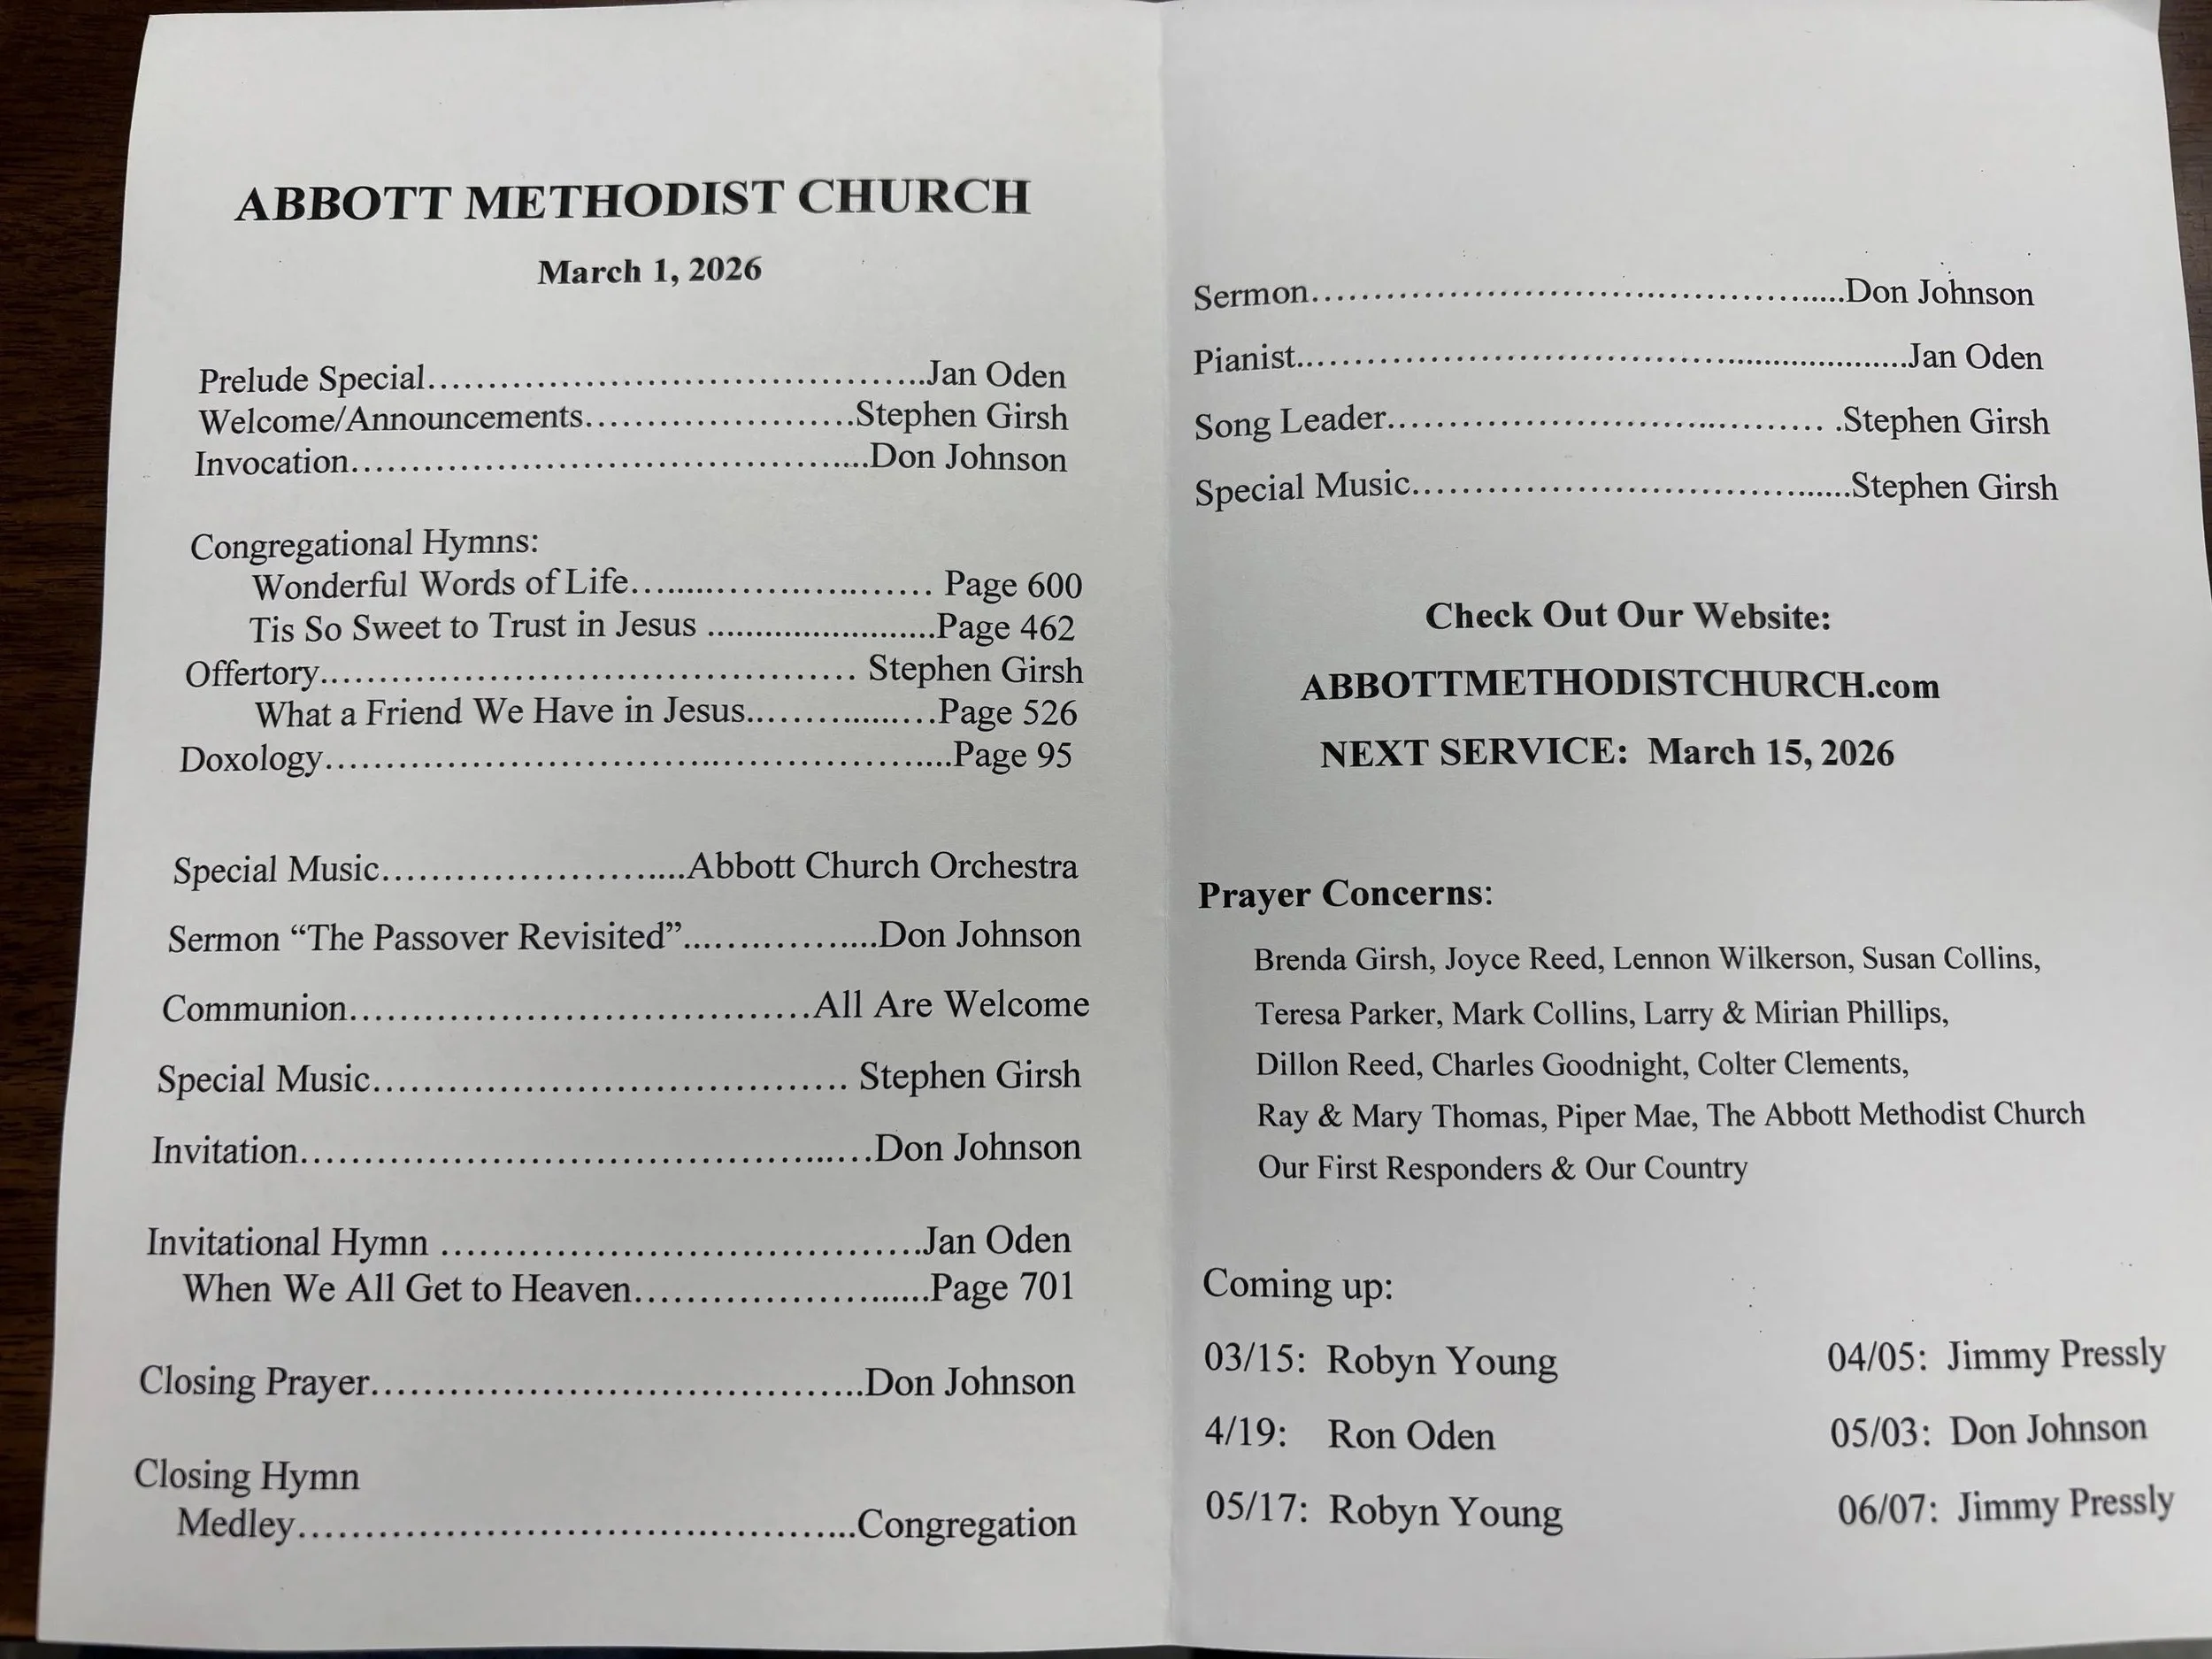 ABBOTT METHODIST CHURCH
March 1, 2026
Prelude Special.............................................Jan Oden
Welcome/Announcements........................Stephen Girsh
Invocation...............................................Don Johnson
Congregational Hymns:
Wonderful Words of Life............................ Page 600
Tis So Sweet to Trust in Jesus ........................Page 462
Offertory................................................ Stephen Girsh
What a Friend We Have in Jesus...................Page 526
Doxology.........................................................Page 95
Special Music...........................Abbott Church Orchestra
Sermon “The Passover Revisited”..................Don Johnson
Communion.........................................All Are Welcome
Special Music.......................................... Stephen Girsh
Invitation...................................................Don Johnson
Invitational Hymn ..........................................Jan Oden
When We All Get to Heaven..........................Page 701
Closing Prayer............................................Don Johnson
Closing Hymn
Medley.................................................Congregation
Sermon................................................Don Johnson
Pianist.......................................................Jan Oden
Song Leader....................................... .Stephen Girsh
Special Music.......................................Stephen Girsh
Check Out Our Website:
ABBOTTMETHODISTCHURCH.com
NEXT SERVICE: March 15, 2026
Prayer Concerns:
Brenda Girsh, Joyce Reed, Lennon Wilkerson, Susan Collins,
Teresa Parker, Mark Collins, Larry & Mirian Phillips,
Dillon Reed, Charles Goodnight, Colter Clements,
Ray & Mary Thomas, Piper Mae, The Abbott Methodist Church
Our First Responders & Our Country
Coming up:
03/15: Robyn Young 04/05: Jimmy Pressly
4/19: Ron Oden 05/03: Don Johnson
05/17: Robyn Young 06/07: Jimmy Pressly